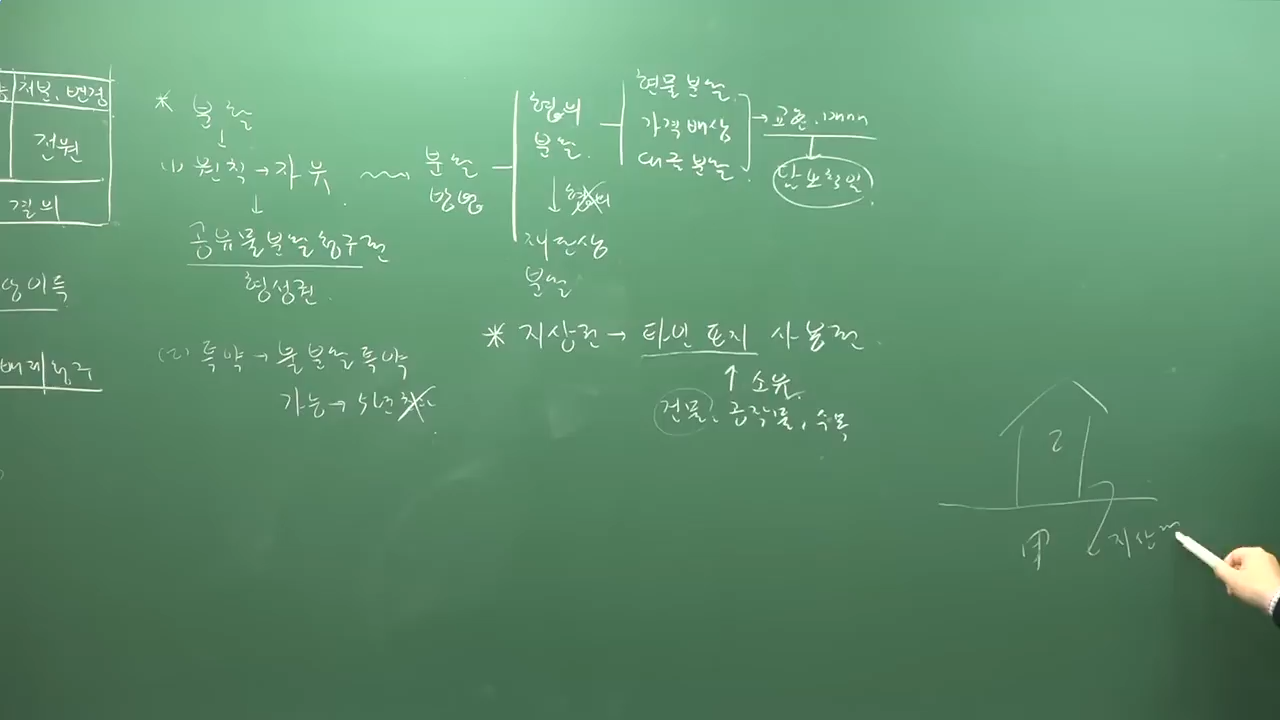 처분, 변경
전원
결의
이득
* 분할
↓
(1) 원칙 → 자유
↓
공유물분할청구권
형성권
(2) 특약 → 불분할 특약
가능 → 5년
분할
방법
협의
분할
↓ 협의
재판상
분할
현물분할
가격배상
대금분할
→ 교환, 매매
↓
담보책임
* 지상권 → 타인 토지 사용권
↑ 소유
건물, 공작물, 수목
乙
甲
지상